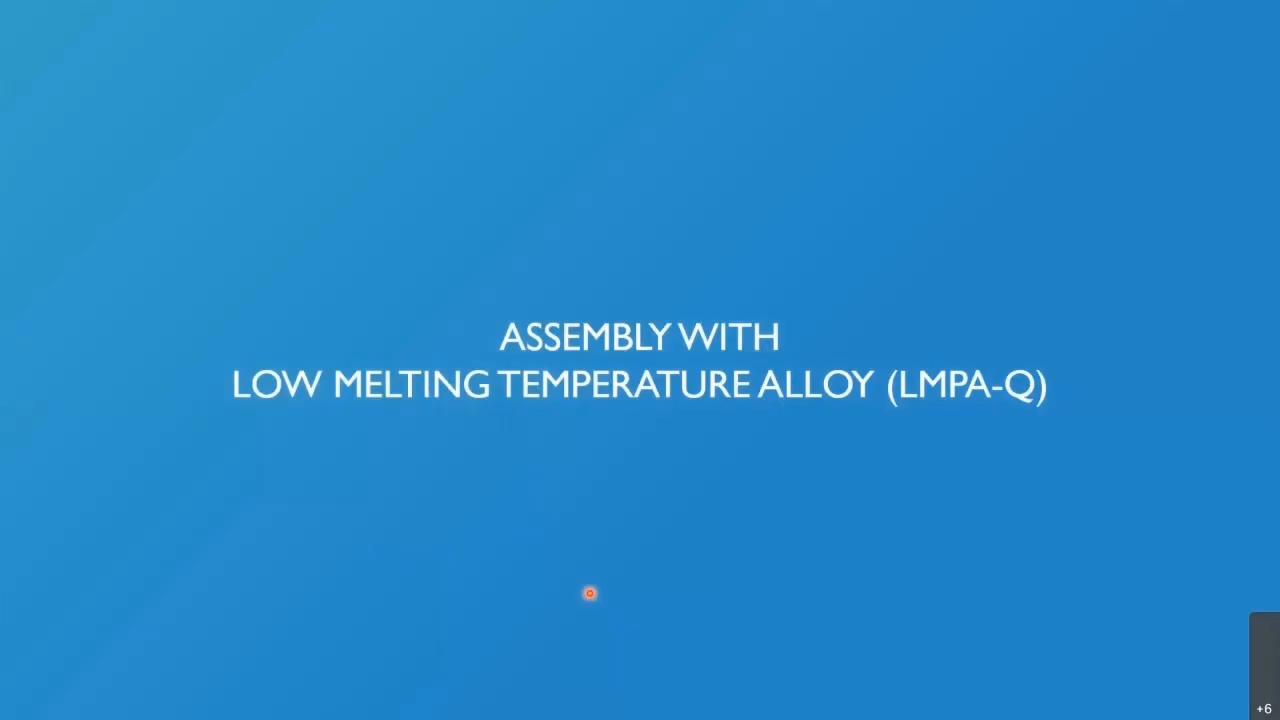 ASSEMBLY WITH
LOW MELTING TEMPERATURE ALLOY (LMPA-Q)
+6